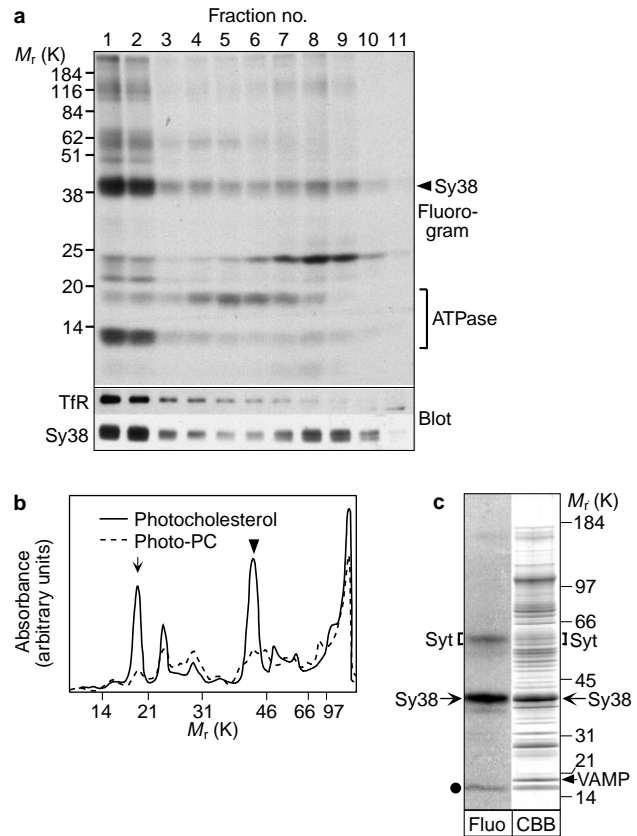 a
Fraction no.
1 2 3 4 5 6 7 8 9 10 11
Mr (K)
184
116
84
62
51
38
25
20
14
Sy38
Fluoro-
gram
ATPase
TfR
Sy38
Blot
b
Photocholesterol
Photo-PC
Absorbance
(arbitrary units)
14 21 31 46 66 97
Mr (K)
c
Mr (K)
184
97
66
Syt Syt
45
Sy38 Sy38
31
21
VAMP
14
Fluo CBB